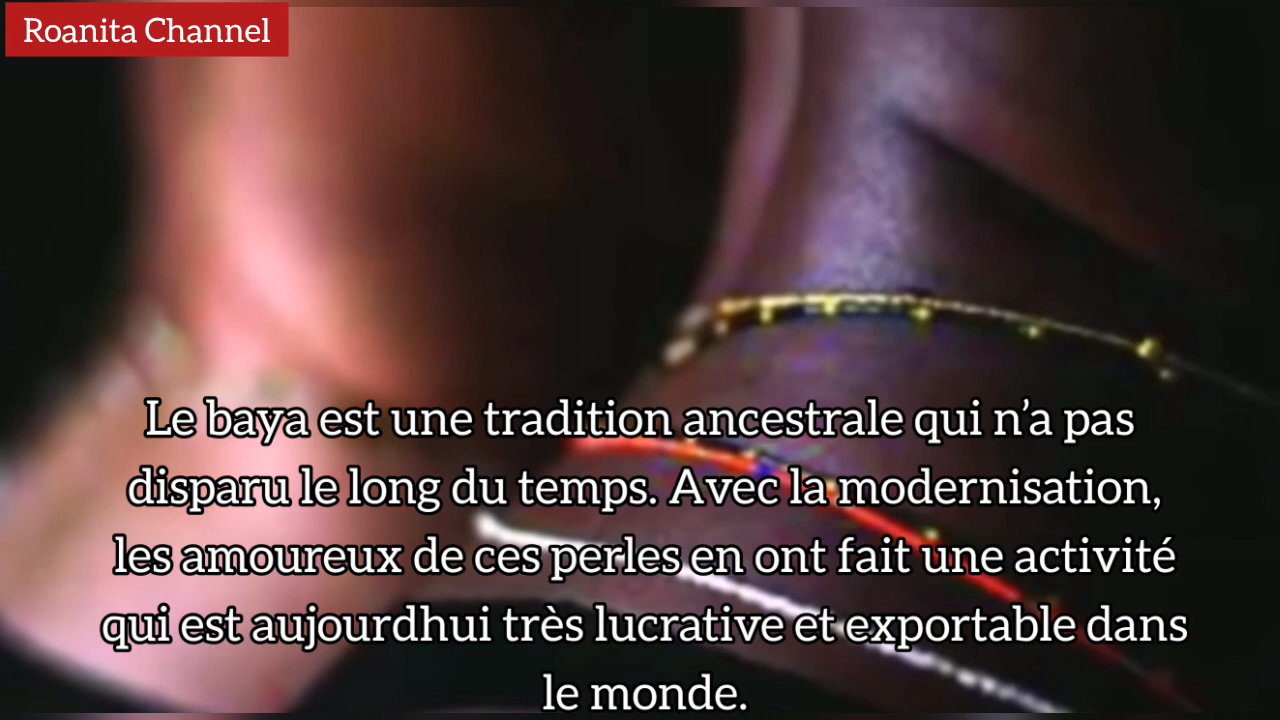 Roanita Channel
Le baya est une tradition ancestrale qui n’a pas
disparu le long du temps. Avec la modernisation,
les amoureux de ces perles en ont fait une activité
qui est aujourdhui très lucrative et exportable dans
le monde.